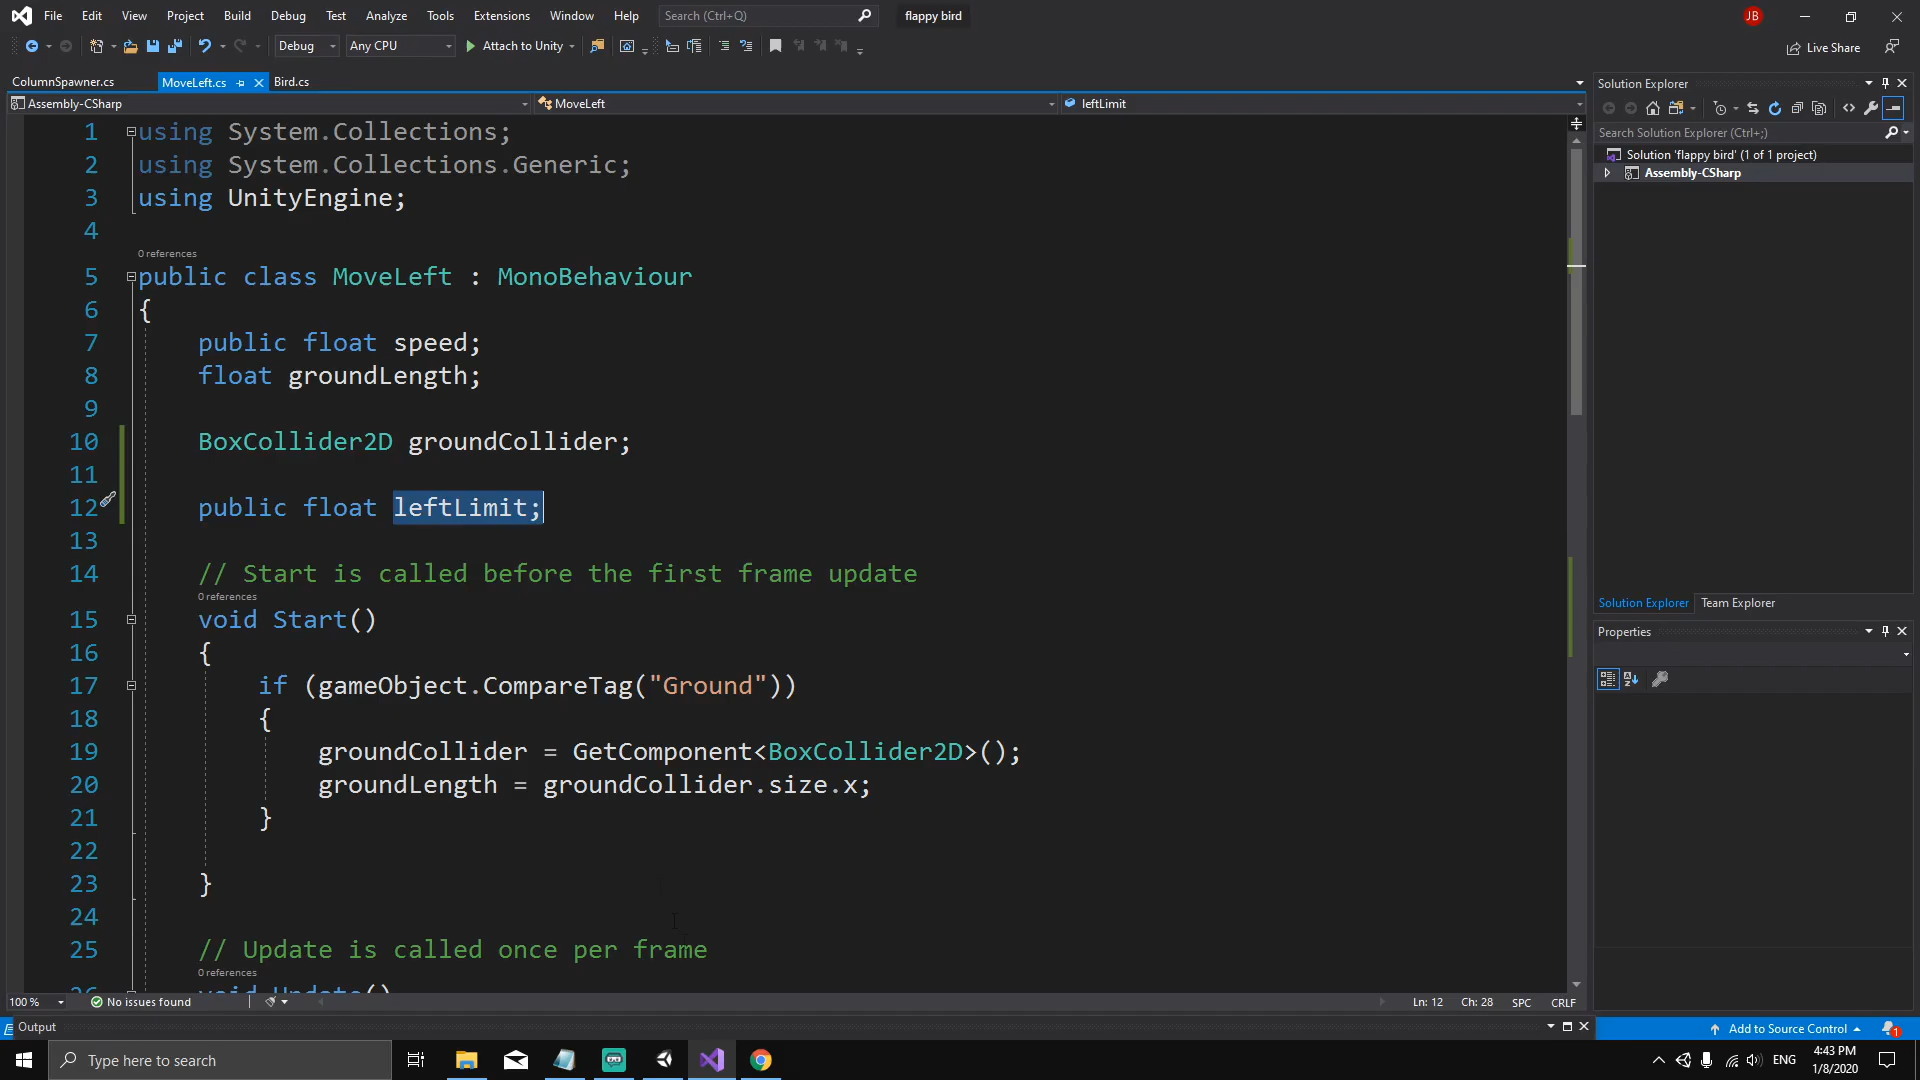 File Edit View Project Build Debug Test Analyze Tools Extensions Window Help Search (Ctrl+Q) flappy bird JB
Debug Any CPU Attach to Unity Live Share
ColumnSpawner.cs MoveLeft.cs Bird.cs
Assembly-CSharp MoveLeft leftLimit
1 using System.Collections;
2 using System.Collections.Generic;
3 using UnityEngine;
4
0 references
5 public class MoveLeft : MonoBehaviour
6 {
7 public float speed;
8 float groundLength;
9
10 BoxCollider2D groundCollider;
11
12 public float leftLimit;
13
14 // Start is called before the first frame update
0 references
15 void Start()
16 {
17 if (gameObject.CompareTag("Ground"))
18 {
19 groundCollider = GetComponent<BoxCollider2D>();
20 groundLength = groundCollider.size.x;
21 }
22
23 }
24
25 // Update is called once per frame
0 references
26 void Update()
100 % No issues found Ln: 12 Ch: 28 SPC CRLF
Output
Solution Explorer
Search Solution Explorer (Ctrl+;)
Solution 'flappy bird' (1 of 1 project)
Assembly-CSharp
Solution Explorer Team Explorer
Properties
Add to Source Control 1
Type here to search
ENG
4:43 PM
1/8/2020